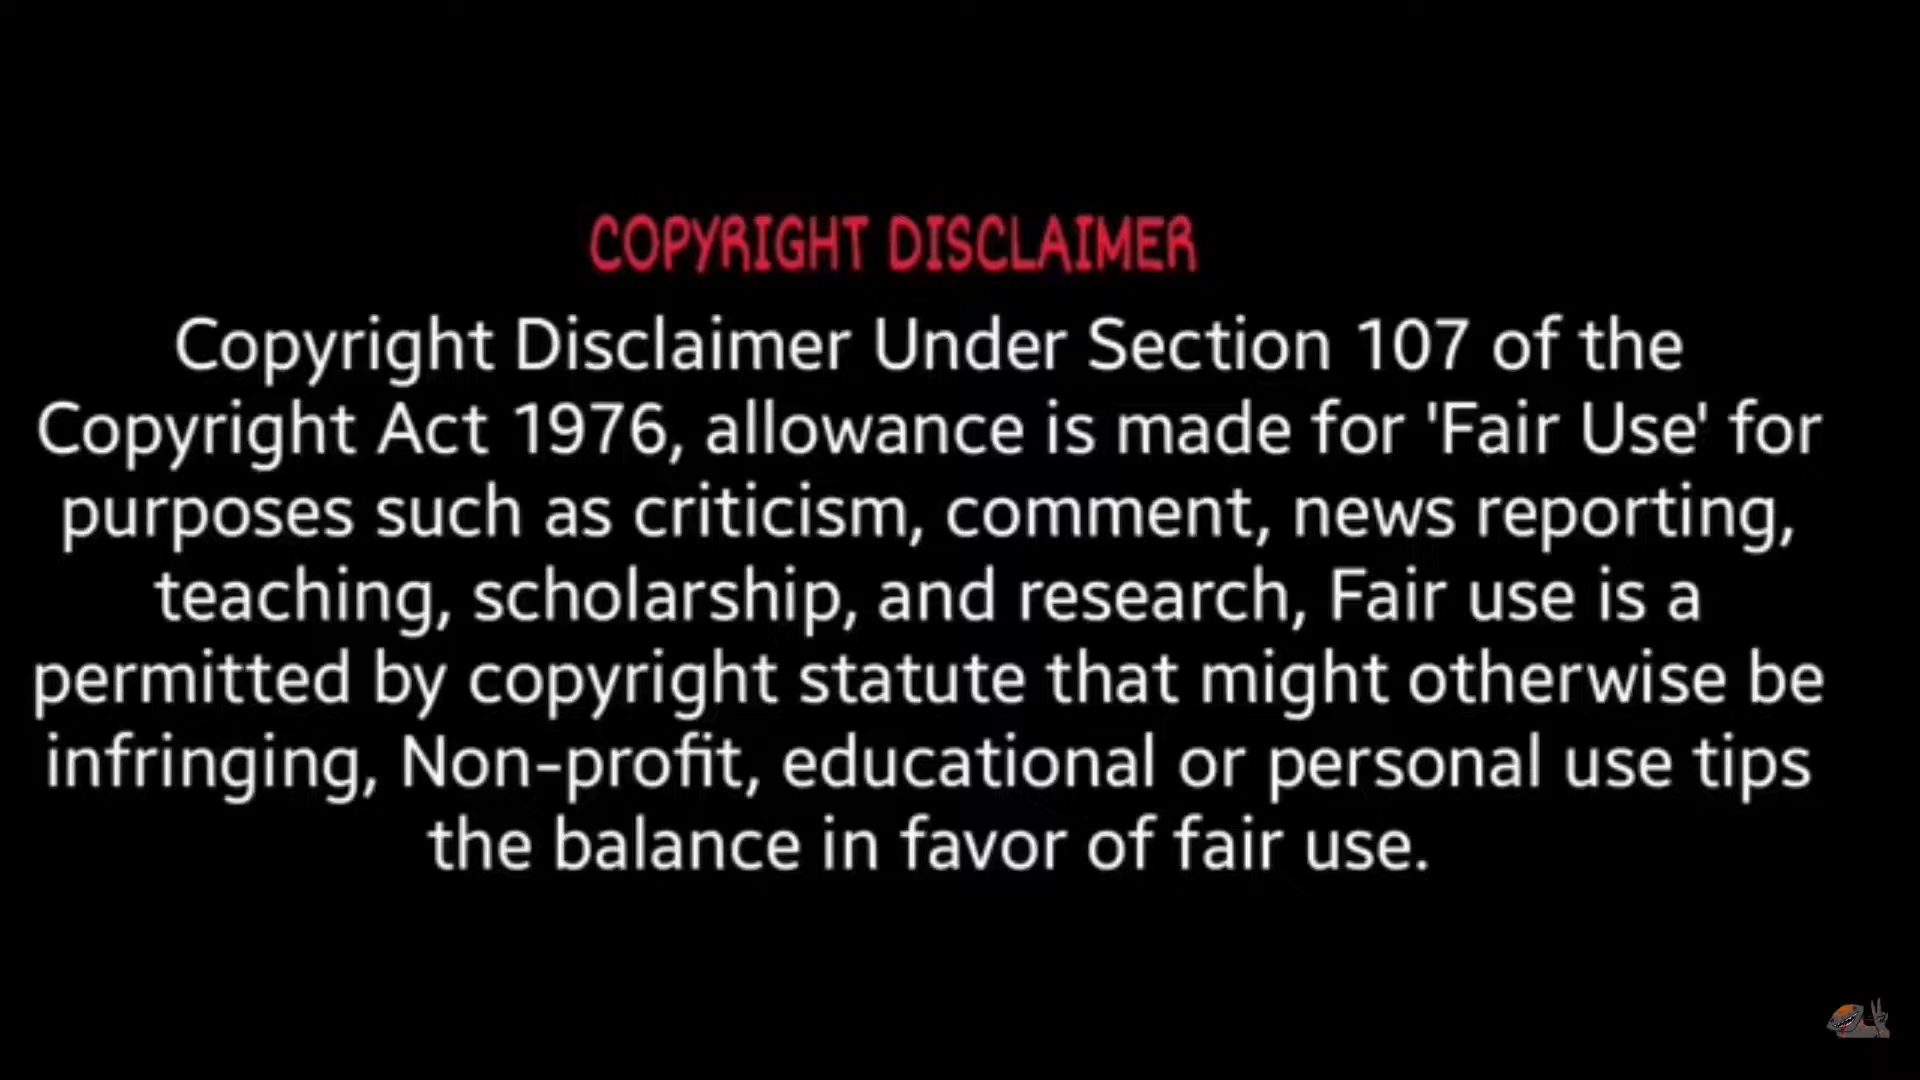 COPYRIGHT DISCLAIMER
Copyright Disclaimer Under Section 107 of the
Copyright Act 1976, allowance is made for 'Fair Use' for
purposes such as criticism, comment, news reporting,
teaching, scholarship, and research, Fair use is a
permitted by copyright statute that might otherwise be
infringing, Non-profit, educational or personal use tips
the balance in favor of fair use.